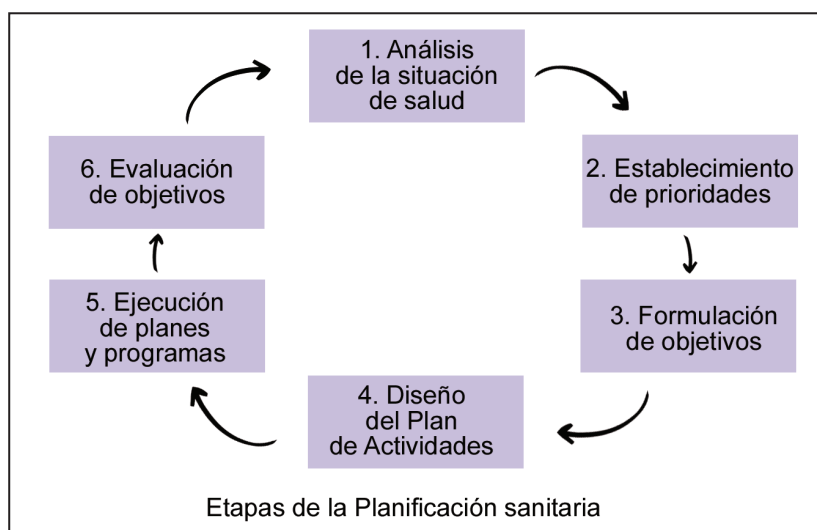 1. Análisis
de la situación
de salud
2. Establecimiento
de prioridades
3. Formulación
de objetivos
4. Diseño
del Plan
de Actividades
5. Ejecución
de planes
y programas
6. Evaluación
de objetivos
Etapas de la Planificación sanitaria